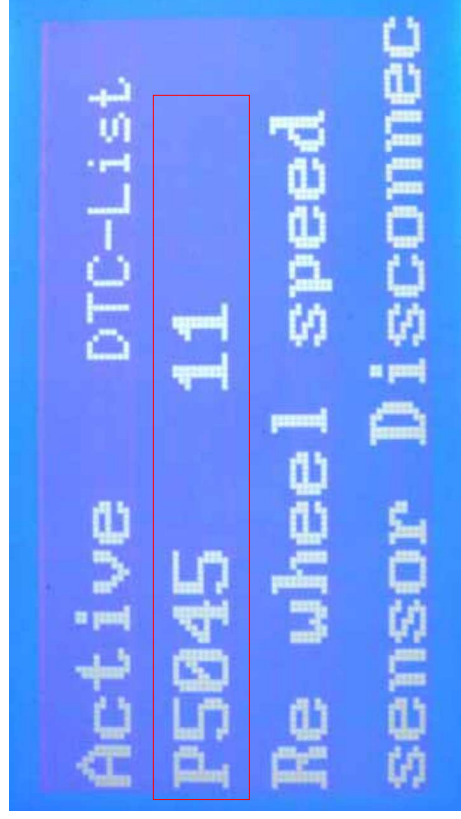 Active DTC-List
P5045 11
Re wheel speed
sensor Disconnec